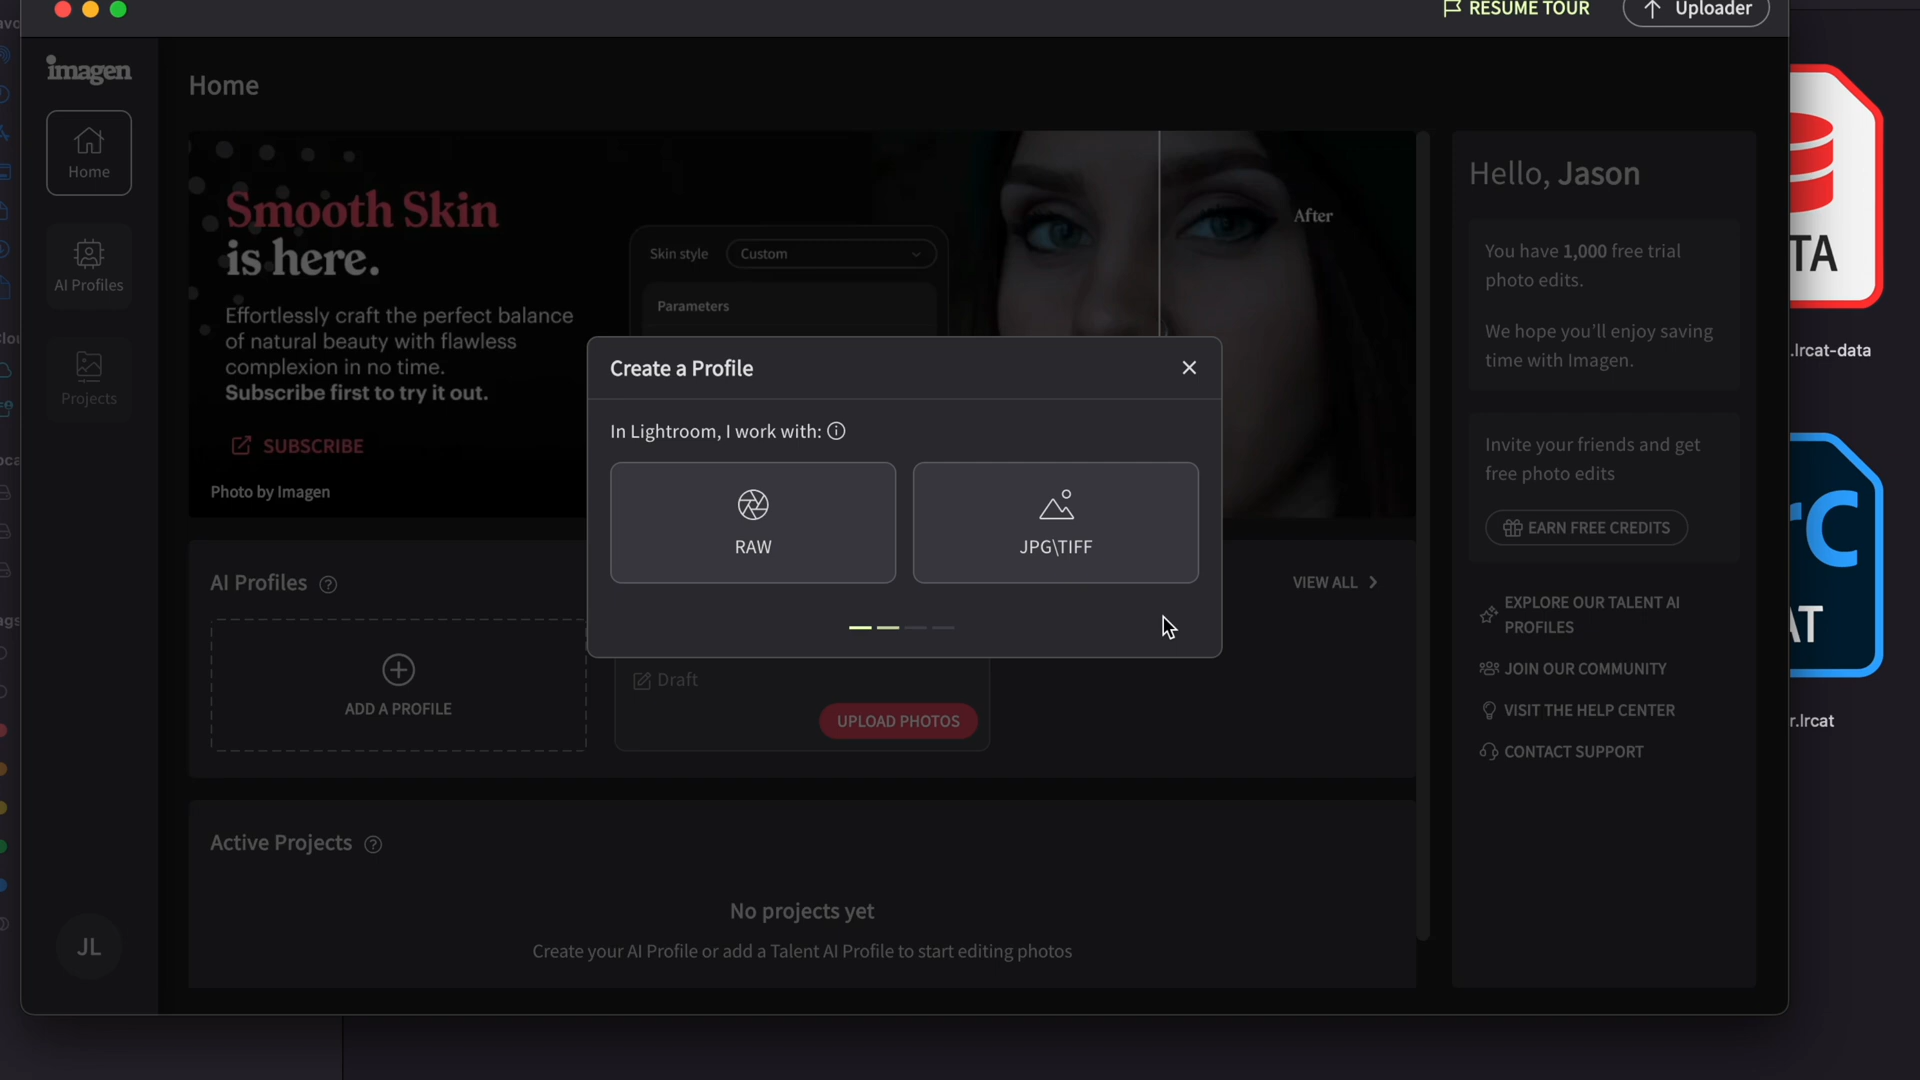 RESUME TOUR
Uploader
imagen
Home
Home
AI Profiles
Projects
JL
Smooth Skin
is here.
Effortlessly craft the perfect balance
of natural beauty with flawless
complexion in no time.
Subscribe first to try it out.
SUBSCRIBE
Photo by Imagen
Skin style
Custom
Parameters
After
Create a Profile
In Lightroom, I work with:
RAW
JPG\TIFF
AI Profiles
VIEW ALL
ADD A PROFILE
Draft
UPLOAD PHOTOS
Active Projects
No projects yet
Create your AI Profile or add a Talent AI Profile to start editing photos
Hello, Jason
You have 1,000 free trial
photo edits.
We hope you'll enjoy saving
time with Imagen.
Invite your friends and get
free photo edits
EARN FREE CREDITS
EXPLORE OUR TALENT AI
PROFILES
JOIN OUR COMMUNITY
VISIT THE HELP CENTER
CONTACT SUPPORT
TA
.lrcat-data
rC
AT
r.lrcat